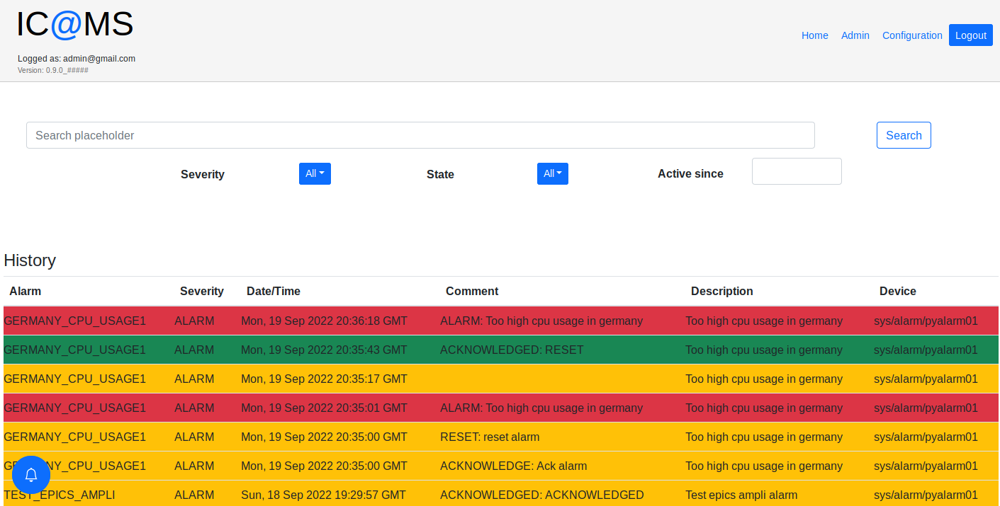 IC@MS
Home Admin Configuration Logout
Logged as: admin@gmail.com
Version: 0.9.0_#####
Search placeholder Search
Severity All State All Active since
History
Alarm Severity Date/Time Comment Description Device
GERMANY_CPU_USAGE1 ALARM Mon, 19 Sep 2022 20:36:18 GMT ALARM: Too high cpu usage in germany Too high cpu usage in germany sys/alarm/pyalarm01
GERMANY_CPU_USAGE1 ALARM Mon, 19 Sep 2022 20:35:43 GMT ACKNOWLEDGED: RESET Too high cpu usage in germany sys/alarm/pyalarm01
GERMANY_CPU_USAGE1 ALARM Mon, 19 Sep 2022 20:35:17 GMT Too high cpu usage in germany sys/alarm/pyalarm01
GERMANY_CPU_USAGE1 ALARM Mon, 19 Sep 2022 20:35:01 GMT ALARM: Too high cpu usage in germany Too high cpu usage in germany sys/alarm/pyalarm01
GERMANY_CPU_USAGE1 ALARM Mon, 19 Sep 2022 20:35:00 GMT RESET: reset alarm Too high cpu usage in germany sys/alarm/pyalarm01
GERMANY_CPU_USAGE1 ALARM Mon, 19 Sep 2022 20:35:00 GMT ACKNOWLEDGE: Ack alarm Too high cpu usage in germany sys/alarm/pyalarm01
TEST_EPICS_AMPLI ALARM Sun, 18 Sep 2022 19:29:57 GMT ACKNOWLEDGED: ACKNOWLEDGED Test epics ampli alarm sys/alarm/pyalarm01